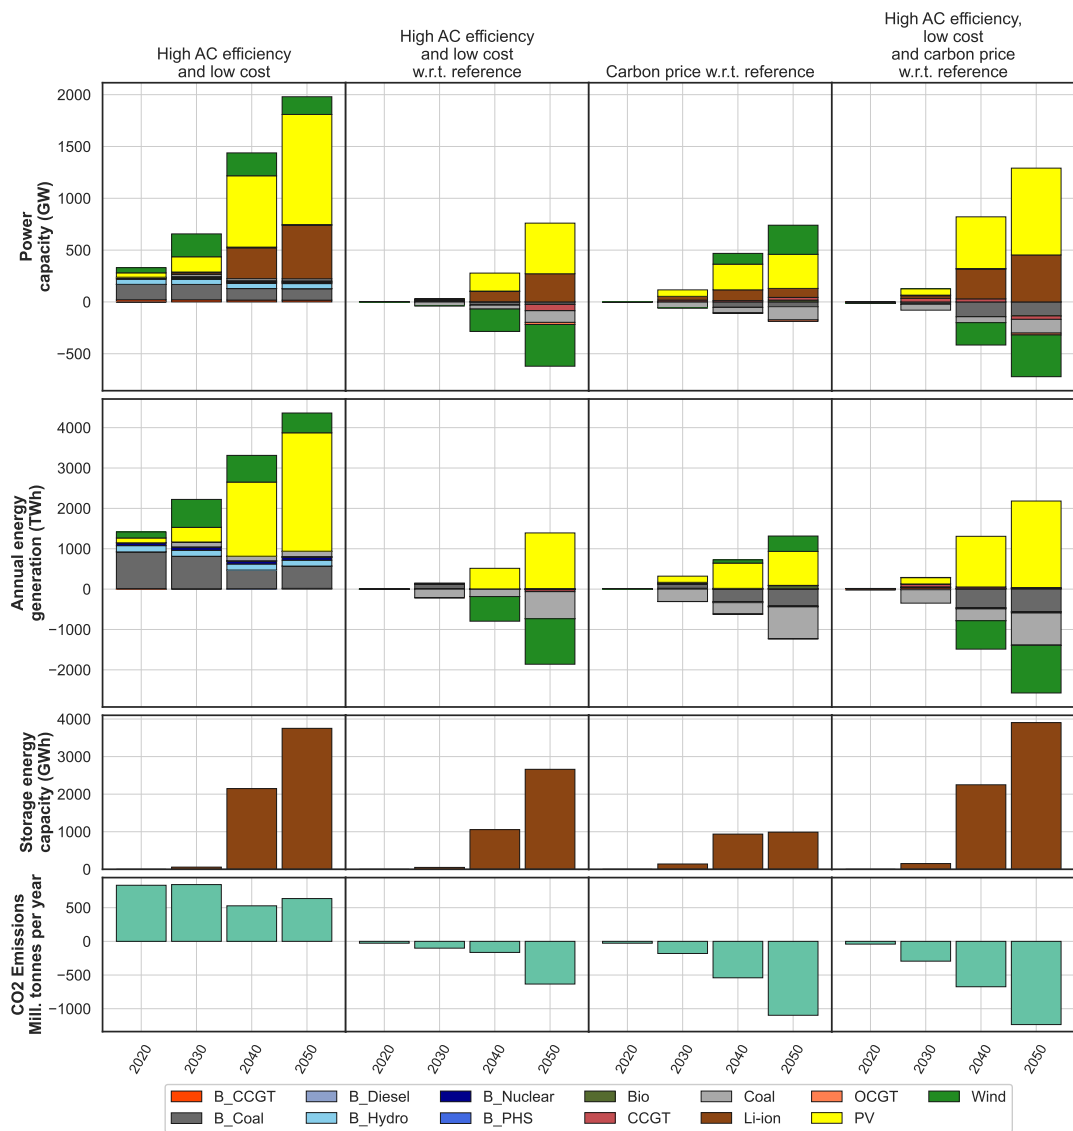 High AC efficiency
and low cost
High AC efficiency
and low cost
w.r.t. reference
Carbon price w.r.t. reference
High AC efficiency,
low cost
and carbon price
w.r.t. reference
Power
capacity (GW)
2000
1500
1000
500
0
−500
Annual energy
generation (TWh)
4000
3000
2000
1000
0
−1000
−2000
Storage energy
capacity (GWh)
4000
3000
2000
1000
0
CO2 Emissions
Mill. tonnes per year
500
0
−500
−1000
2020 2030 2040 2050 2020 2030 2040 2050 2020 2030 2040 2050 2020 2030 2040 2050
B_CCGT B_Diesel B_Nuclear Bio Coal OCGT Wind
B_Coal B_Hydro B_PHS CCGT Li-ion PV